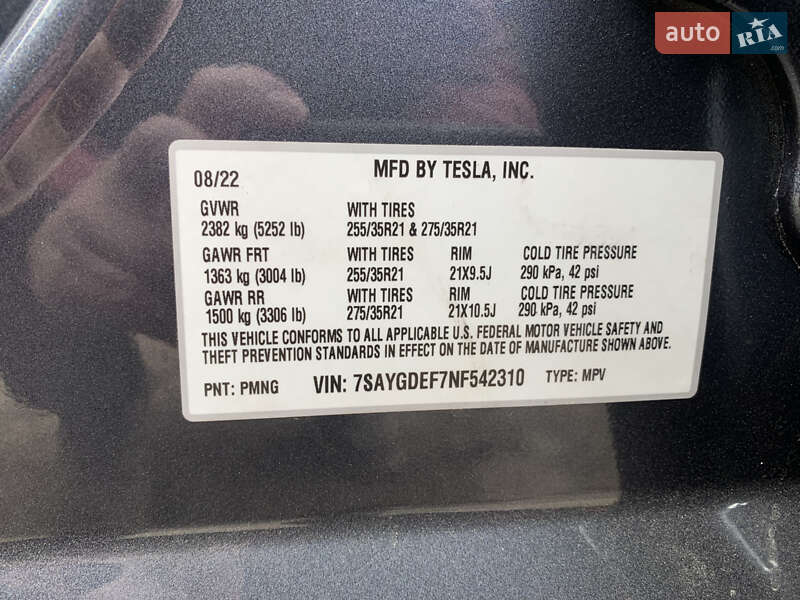 auto RIA.com
08/22 MFD BY TESLA, INC.
GVWR WITH TIRES
2382 kg (5252 lb) 255/35R21 & 275/35R21
GAWR FRT WITH TIRES RIM COLD TIRE PRESSURE
1363 kg (3004 lb) 255/35R21 21X9.5J 290 kPa, 42 psi
GAWR RR WITH TIRES RIM COLD TIRE PRESSURE
1500 kg (3306 lb) 275/35R21 21X10.5J 290 kPa, 42 psi
THIS VEHICLE CONFORMS TO ALL APPLICABLE U.S. FEDERAL MOTOR VEHICLE SAFETY AND
THEFT PREVENTION STANDARDS IN EFFECT ON THE DATE OF MANUFACTURE SHOWN ABOVE.
PNT: PMNG VIN: 7SAYGDEF7NF542310 TYPE: MPV